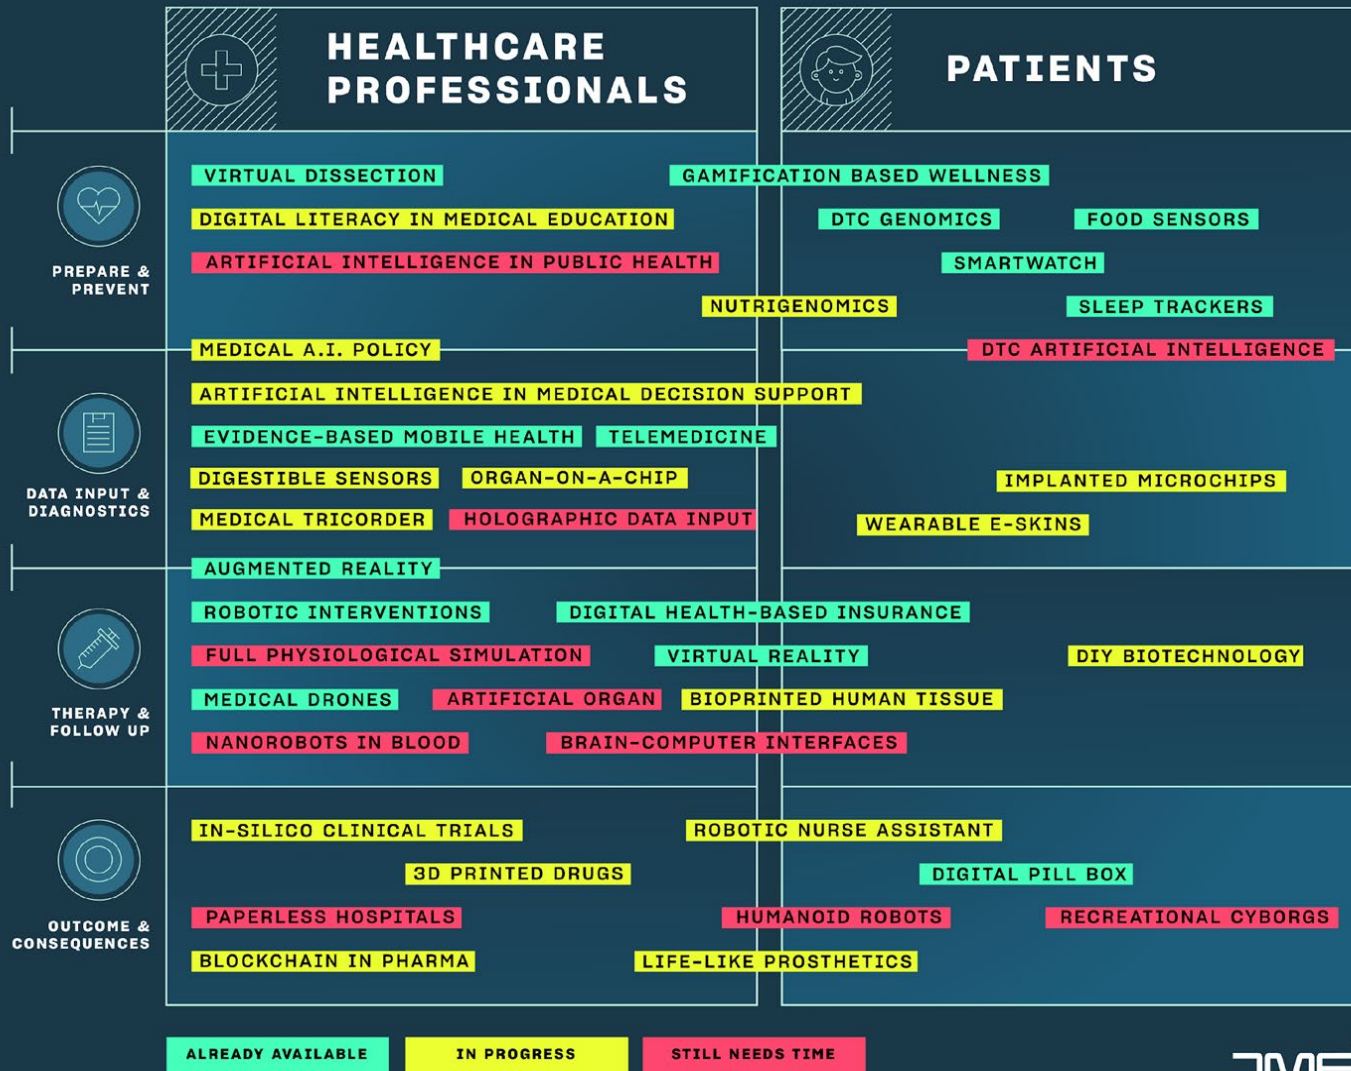 HEALTHCARE
PROFESSIONALS
PATIENTS
PREPARE &
PREVENT
VIRTUAL DISSECTION
GAMIFICATION BASED WELLNESS
DIGITAL LITERACY IN MEDICAL EDUCATION
DTC GENOMICS
FOOD SENSORS
ARTIFICIAL INTELLIGENCE IN PUBLIC HEALTH
SMARTWATCH
NUTRIGENOMICS
SLEEP TRACKERS
MEDICAL A.I. POLICY
DTC ARTIFICIAL INTELLIGENCE
DATA INPUT &
DIAGNOSTICS
ARTIFICIAL INTELLIGENCE IN MEDICAL DECISION SUPPORT
EVIDENCE-BASED MOBILE HEALTH
TELEMEDICINE
DIGESTIBLE SENSORS
ORGAN-ON-A-CHIP
IMPLANTED MICROCHIPS
MEDICAL TRICORDER
HOLOGRAPHIC DATA INPUT
WEARABLE E-SKINS
AUGMENTED REALITY
THERAPY &
FOLLOW UP
ROBOTIC INTERVENTIONS
DIGITAL HEALTH-BASED INSURANCE
FULL PHYSIOLOGICAL SIMULATION
VIRTUAL REALITY
DIY BIOTECHNOLOGY
MEDICAL DRONES
ARTIFICIAL ORGAN
BIOPRINTED HUMAN TISSUE
NANOROBOTS IN BLOOD
BRAIN-COMPUTER INTERFACES
OUTCOME &
CONSEQUENCES
IN-SILICO CLINICAL TRIALS
ROBOTIC NURSE ASSISTANT
3D PRINTED DRUGS
DIGITAL PILL BOX
PAPERLESS HOSPITALS
HUMANOID ROBOTS
RECREATIONAL CYBORGS
BLOCKCHAIN IN PHARMA
LIFE-LIKE PROSTHETICS
ALREADY AVAILABLE
IN PROGRESS
STILL NEEDS TIME